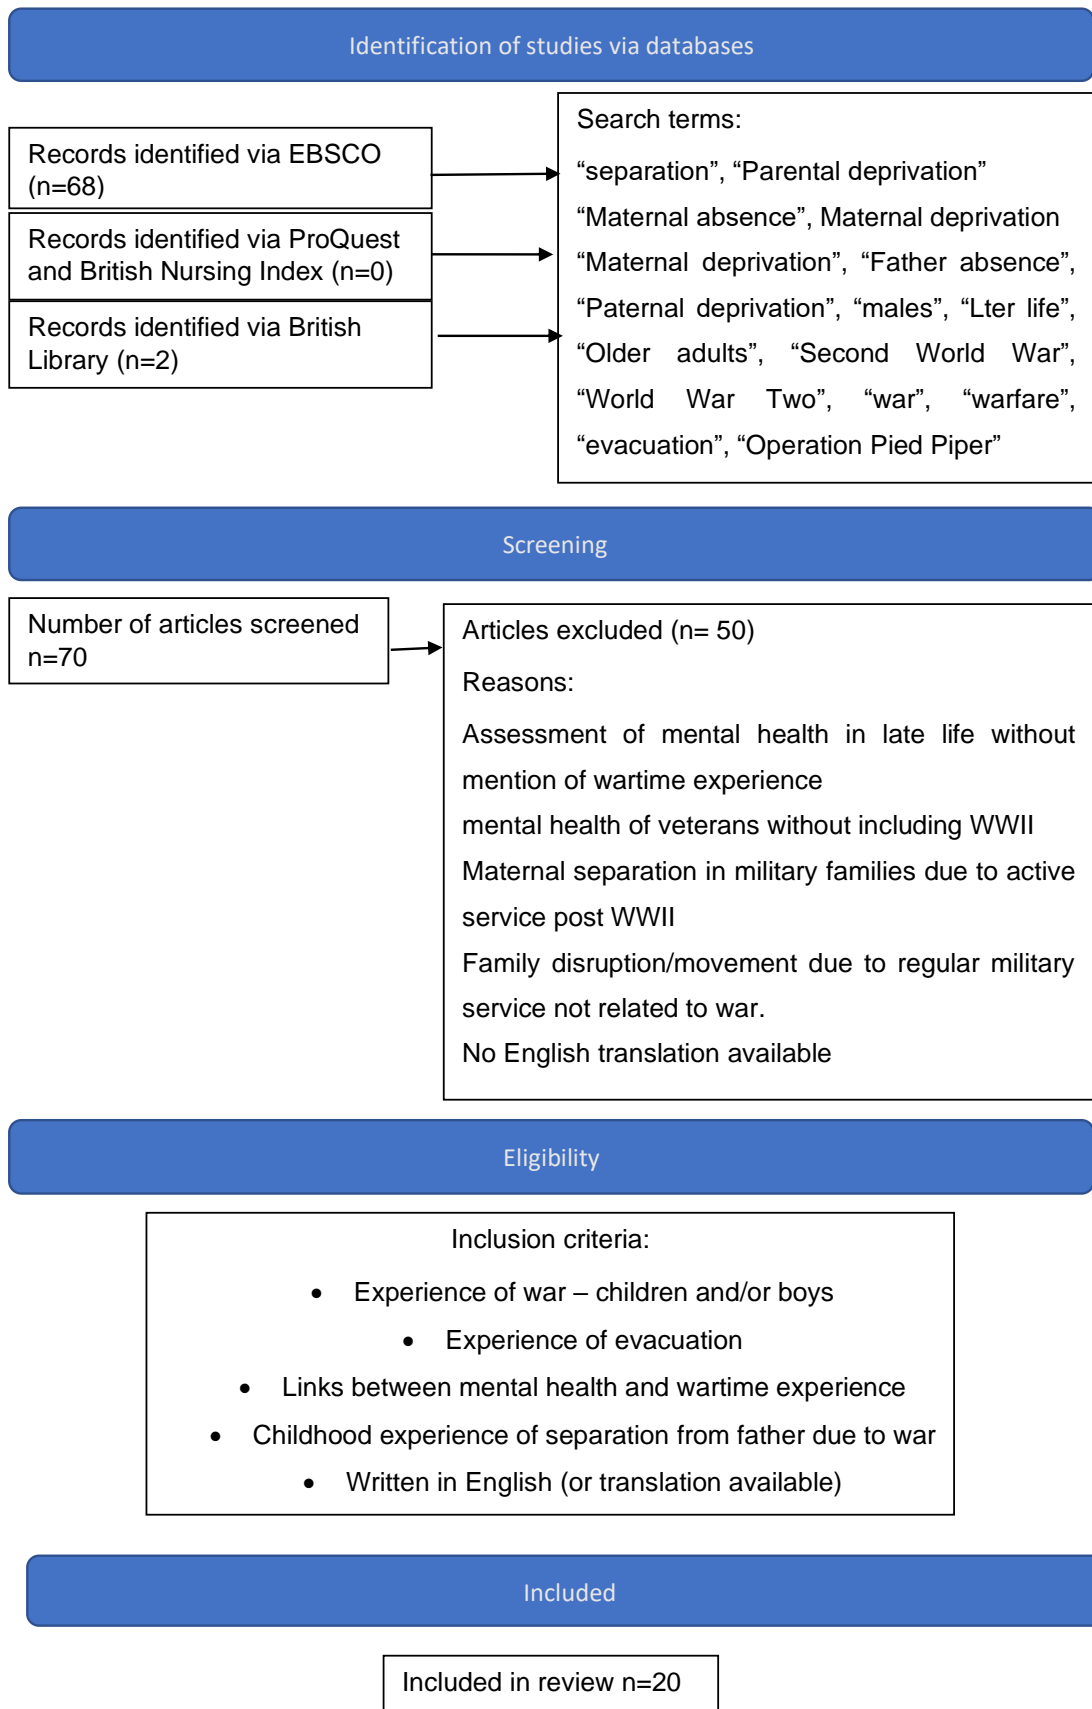 Identification of studies via databases
Records identified via EBSCO
(n=68)
Records identified via ProQuest
and British Nursing Index (n=0)
Records identified via British
Library (n=2)
Search terms:
“separation”, “Parental deprivation”
“Maternal absence”, Maternal deprivation
“Maternal deprivation”, “Father absence”,
“Paternal deprivation”, “males”, “Lter life”,
“Older adults”, “Second World War”,
“World War Two”, “war”, “warfare”,
“evacuation”, “Operation Pied Piper”
Screening
Number of articles screened
n=70
Articles excluded (n= 50)
Reasons:
Assessment of mental health in late life without
mention of wartime experience
mental health of veterans without including WWII
Maternal separation in military families due to active
service post WWII
Family disruption/movement due to regular military
service not related to war.
No English translation available
Eligibility
Inclusion criteria:
• Experience of war – children and/or boys
• Experience of evacuation
• Links between mental health and wartime experience
• Childhood experience of separation from father due to war
• Written in English (or translation available)
Included
Included in review n=20